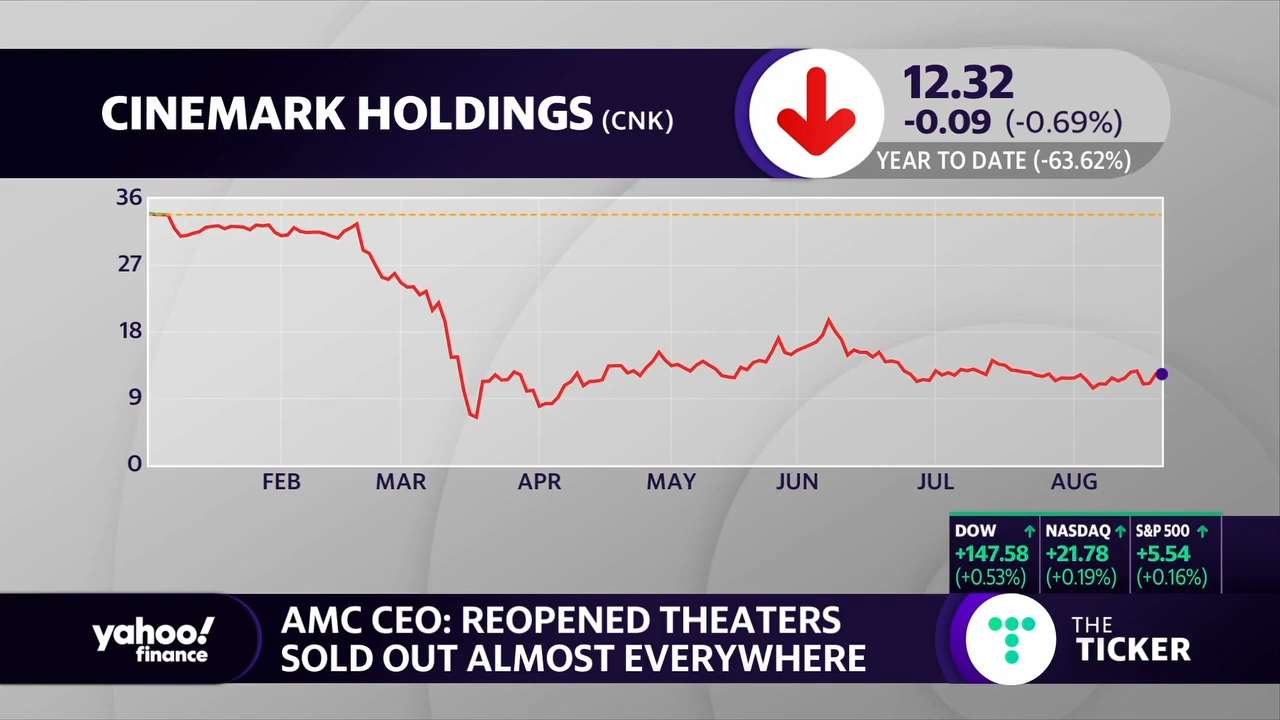 CINEMARK HOLDINGS (CNK)
12.32
-0.09 (-0.69%)
YEAR TO DATE (-63.62%)
36
27
18
9
0
FEB MAR APR MAY JUN JUL AUG
DOW NASDAQ S&P 500
+147.58 +21.78 +5.54
(+0.53%) (+0.19%) (+0.16%)
yahoo!
finance
AMC CEO: REOPENED THEATERS
SOLD OUT ALMOST EVERYWHERE
THE
TICKER